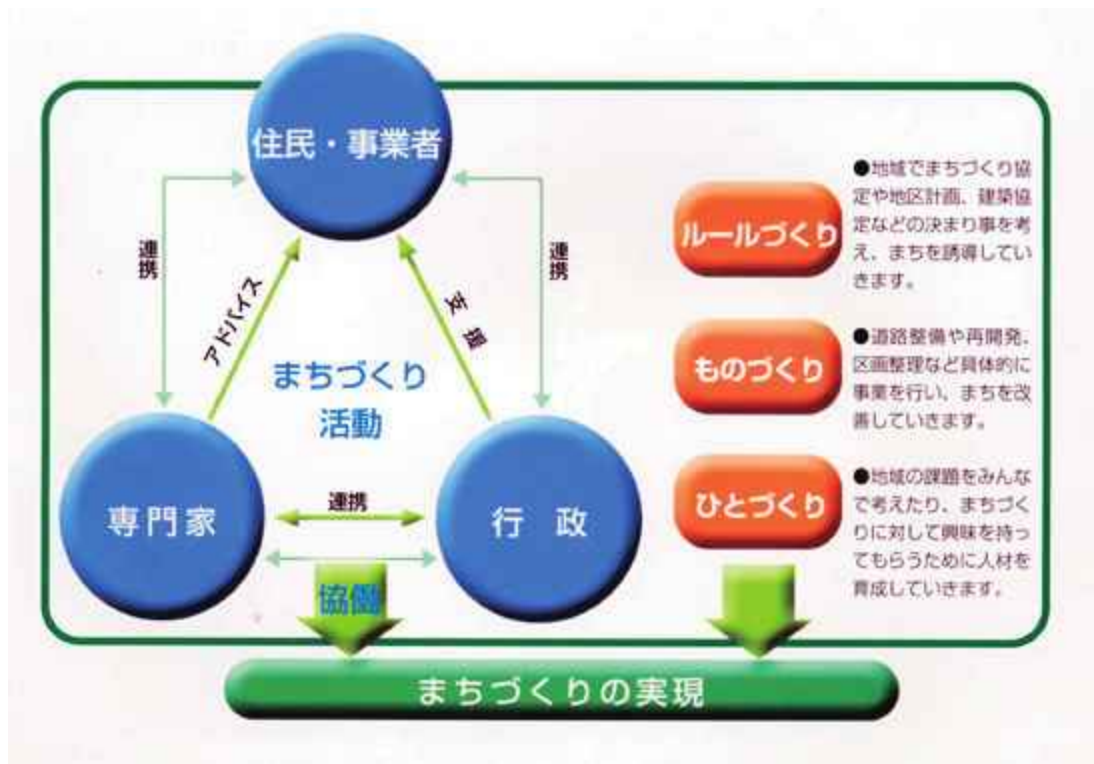 住民・事業者
連携
連携
アドバイス
支援
まちづくり
活動
専門家
連携
行政
協働
ルールづくり
●地域でまちづくり協
定や地区計画、建築協
定などの決まり事を考
え、まちを誘導してい
きます。
ものづくり
●道路整備や再開発、
区画整理など具体的に
事業を行い、まちを改
善していきます。
ひとづくり
●地域の課題をみんな
で考えたり、まちづく
りに対して興味を持っ
てもらうために人材を
育成していきます。
まちづくりの実現